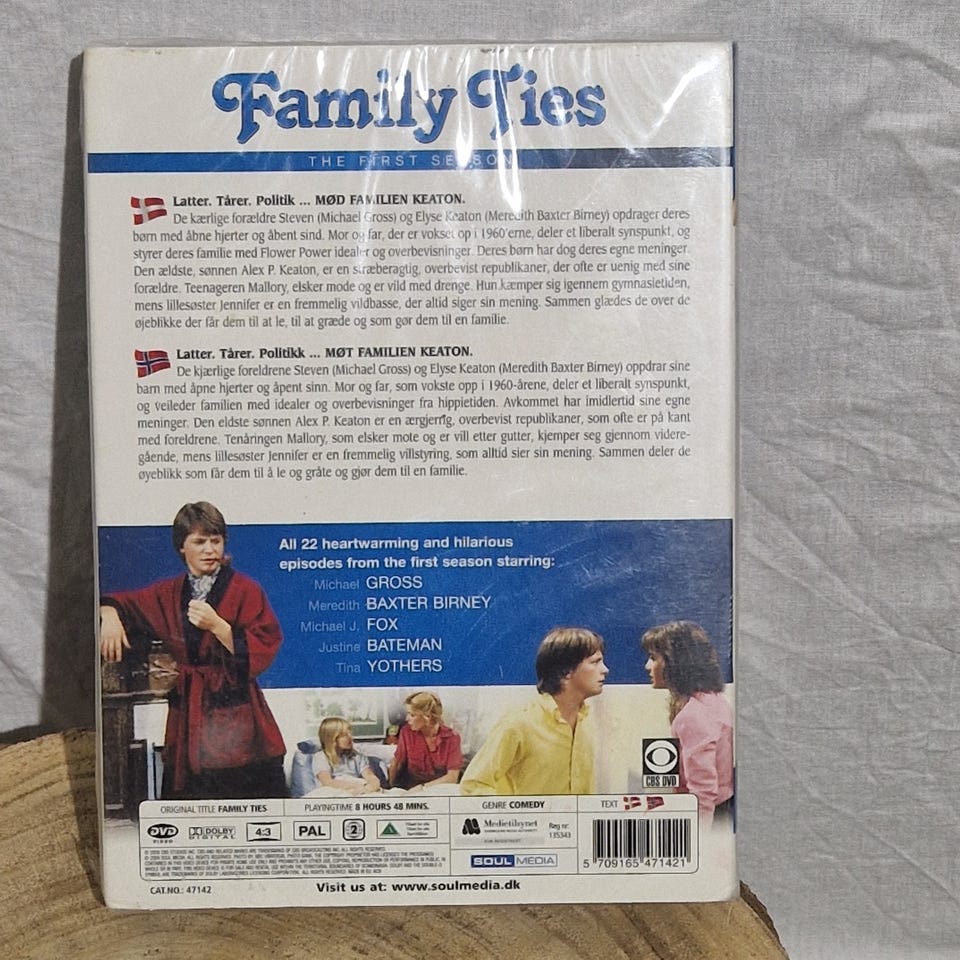 Family Ties
THE FIRST SEASON
Latter. Tårer. Politik ... MØD FAMILIEN KEATON.
De kærlige forældre Steven (Michael Gross) og Elyse Keaton (Meredith Baxter Birney) opdrager deres
børn med åbne hjerter og åbent sind. Mor og far, der er vokset op i 1960'erne, deler et liberalt synspunkt, og
styrer deres familie med Flower Power idealer og overbevisninger. Deres børn har dog deres egne meninger.
Den ældste, sønnen Alex P. Keaton, er en stræberagtig, overbevist republikaner, der ofte er uenig med sine
forældre. Teenageren Mallory, elsker mode og er vild med drenge. Hun kæmper sig igennem gymnasietiden,
mens lillesøster Jennifer er en fremmelig vildbasse, der altid siger sin mening. Sammen glædes de over de
øjeblikke der får dem til at le, til at græde og som gør dem til en familie.
Latter. Tårer. Politikk ... MØT FAMILIEN KEATON.
De kjærlige foreldrene Steven (Michael Gross) og Elyse Keaton (Meredith Baxter Birney) oppdrar sine
barn med åpne hjerter og åpent sinn. Mor og far, som vokste opp i 1960-årene, deler et liberalt synspunkt,
og veileder familien med idealer og overbevisninger fra hippietiden. Avkommet har imidlertid sine egne
meninger. Den eldste sønnen Alex P. Keaton er en ærgjerrig, overbevist republikaner, som ofte er på kant
med foreldrene. Tenåringen Mallory, som elsker mote og er vill etter gutter, kjemper seg gjennom videre-
gående, mens lillesøster Jennifer er en fremmelig villstyring, som alltid sier sin mening. Sammen deler de
øyeblikk som får dem til å le og gråte og gjør dem til en familie.
All 22 heartwarming and hilarious
episodes from the first season starring:
Michael GROSS
Meredith BAXTER BIRNEY
Michael J. FOX
Justine BATEMAN
Tina YOTHERS
CBS DVD
ORIGINAL TITLE FAMILY TIES PLAYINGTIME 8 HOURS 48 MINS. GENRE COMEDY TEXT
DVD VIDEO DOLBY DIGITAL 4:3 PAL 2 Medietilsynet Reg nr: 135343
SOUL MEDIA
5 709165 471421
CAT.NO.: 47142 Visit us at: www.soulmedia.dk